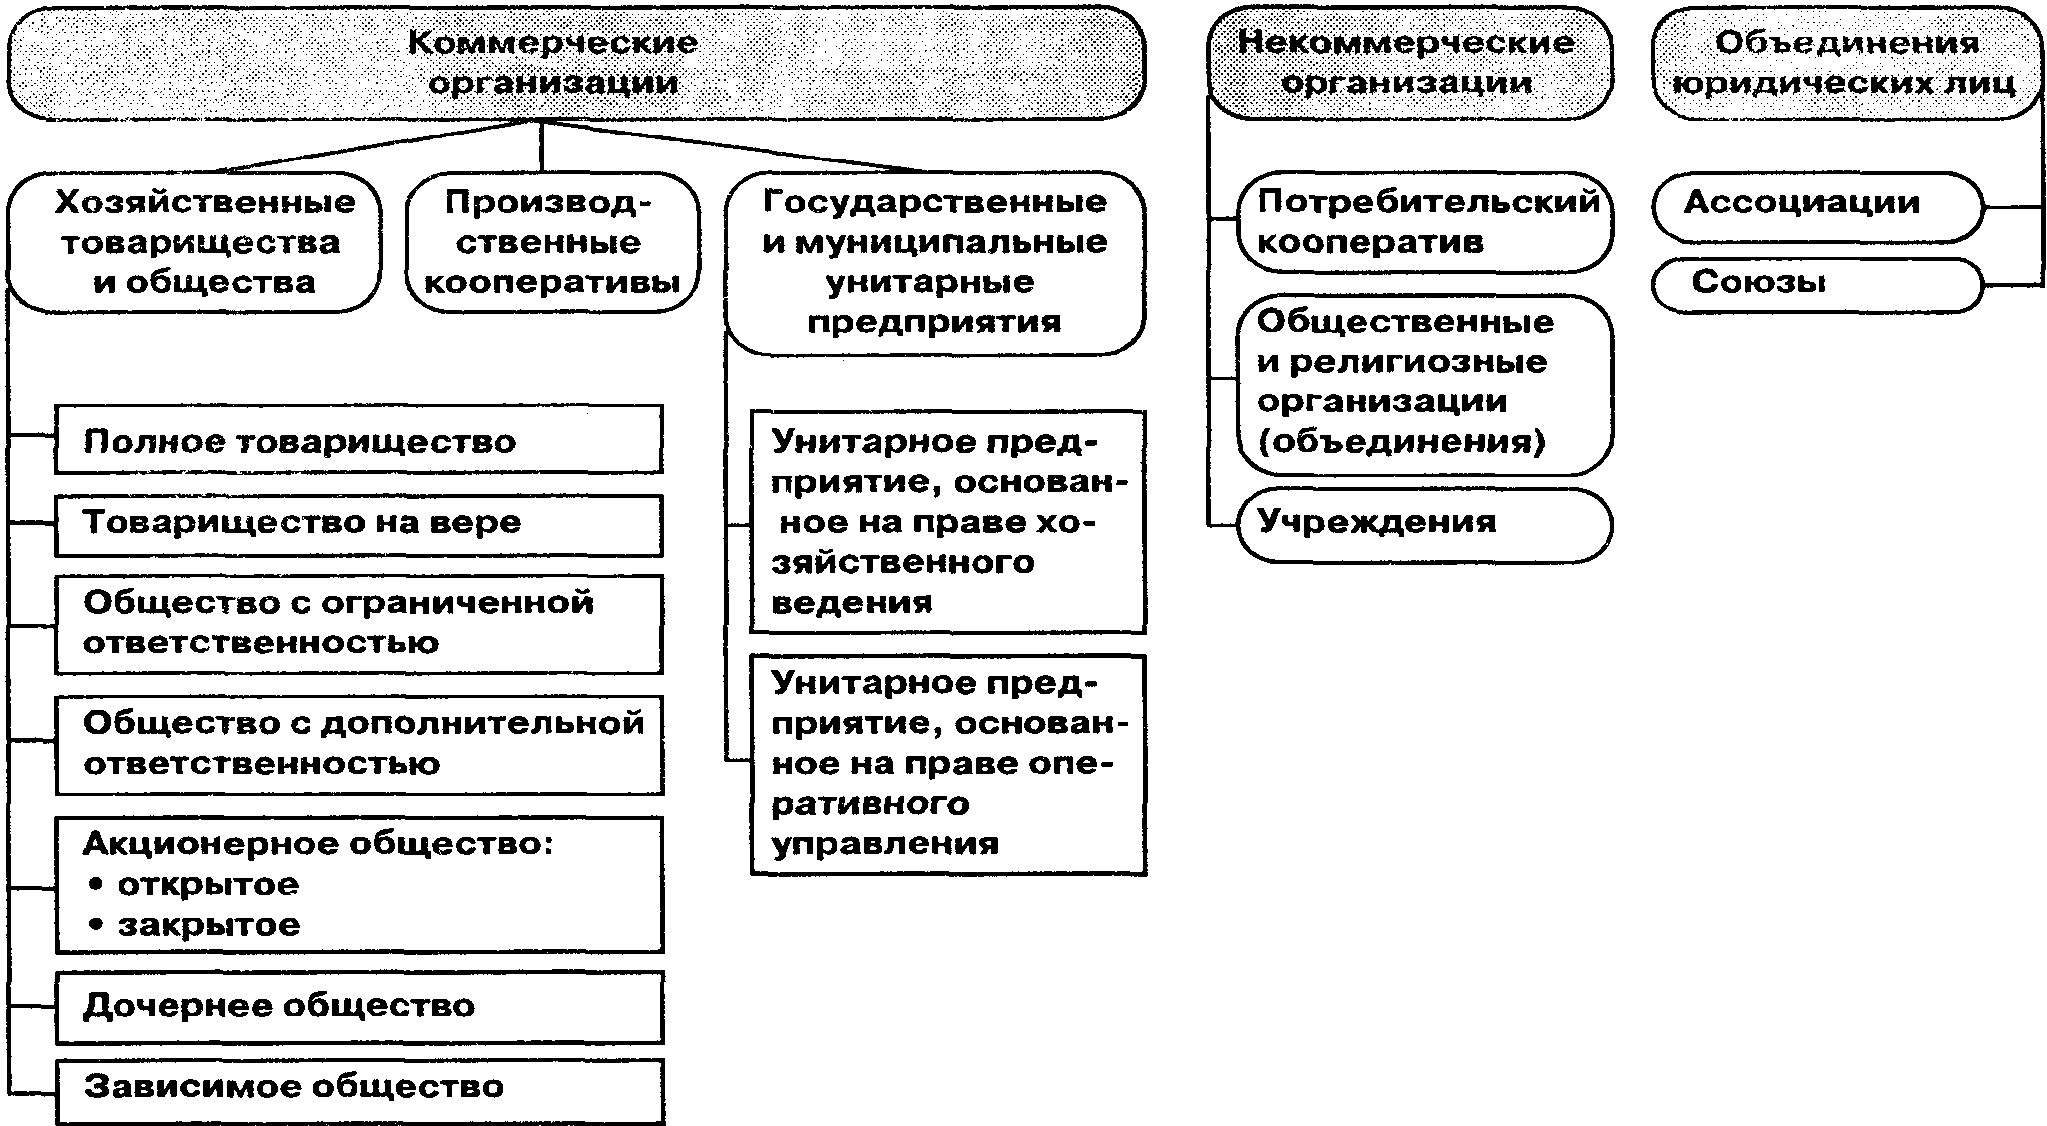 Коммерческие
организации
Хозяйственные
товарищества
и общества
Производ-
ственные
кооперативы
Государственные
и муниципальные
унитарные
предприятия
Полное товарищество
Товарищество на вере
Общество с ограниченной
ответственностью
Общество с дополнительной
ответственностью
Акционерное общество:
• открытое
• закрытое
Дочернее общество
Зависимое общество
Унитарное пред-
приятие, основан-
ное на праве хо-
зяйственного
ведения
Унитарное пред-
приятие, основан-
ное на праве опе-
ративного
управления
Некоммерческие
организации
Потребительский
кооператив
Общественные
и религиозные
организации
(объединения)
Учреждения
Объединения
юридических лиц
Ассоциации
Союзы